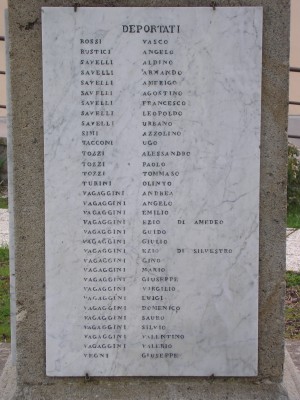 DEPORTATI
ROSSI VASCO
RUSTICI ANGELO
SAVELLI ALDINO
SAVELLI ARMANDO
SAVELLI AMERIGO
SAVELLI AGOSTINO
SAVELLI FRANCESCO
SAVELLI LEOPOLDO
SAVELLI URBANO
SIMI AZZOLINO
TACCONI UGO
TOZZI ALESSANDRO
TOZZI PAOLO
TOZZI TOMMASO
TURINI OLINTO
VAGAGGINI ANDREA
VAGAGGINI ANGELO
VAGAGGINI EMILIO
VAGAGGINI EZIO DI AMEDEO
VAGAGGINI GUIDO
VAGAGGINI GIULIO
VAGAGGINI EZIO DI SILVESTRO
VAGAGGINI GINO
VAGAGGINI MARIO
VAGAGGINI GIUSEPPE
VAGAGGINI VIRGILIO
VAGAGGINI LUIGI
VAGAGGINI DOMENICO
VAGAGGINI SAURO
VAGAGGINI SILVIO
VAGAGGINI VALENTINO
VAGAGGINI VALERIO
VEGNI GIUSEPPE